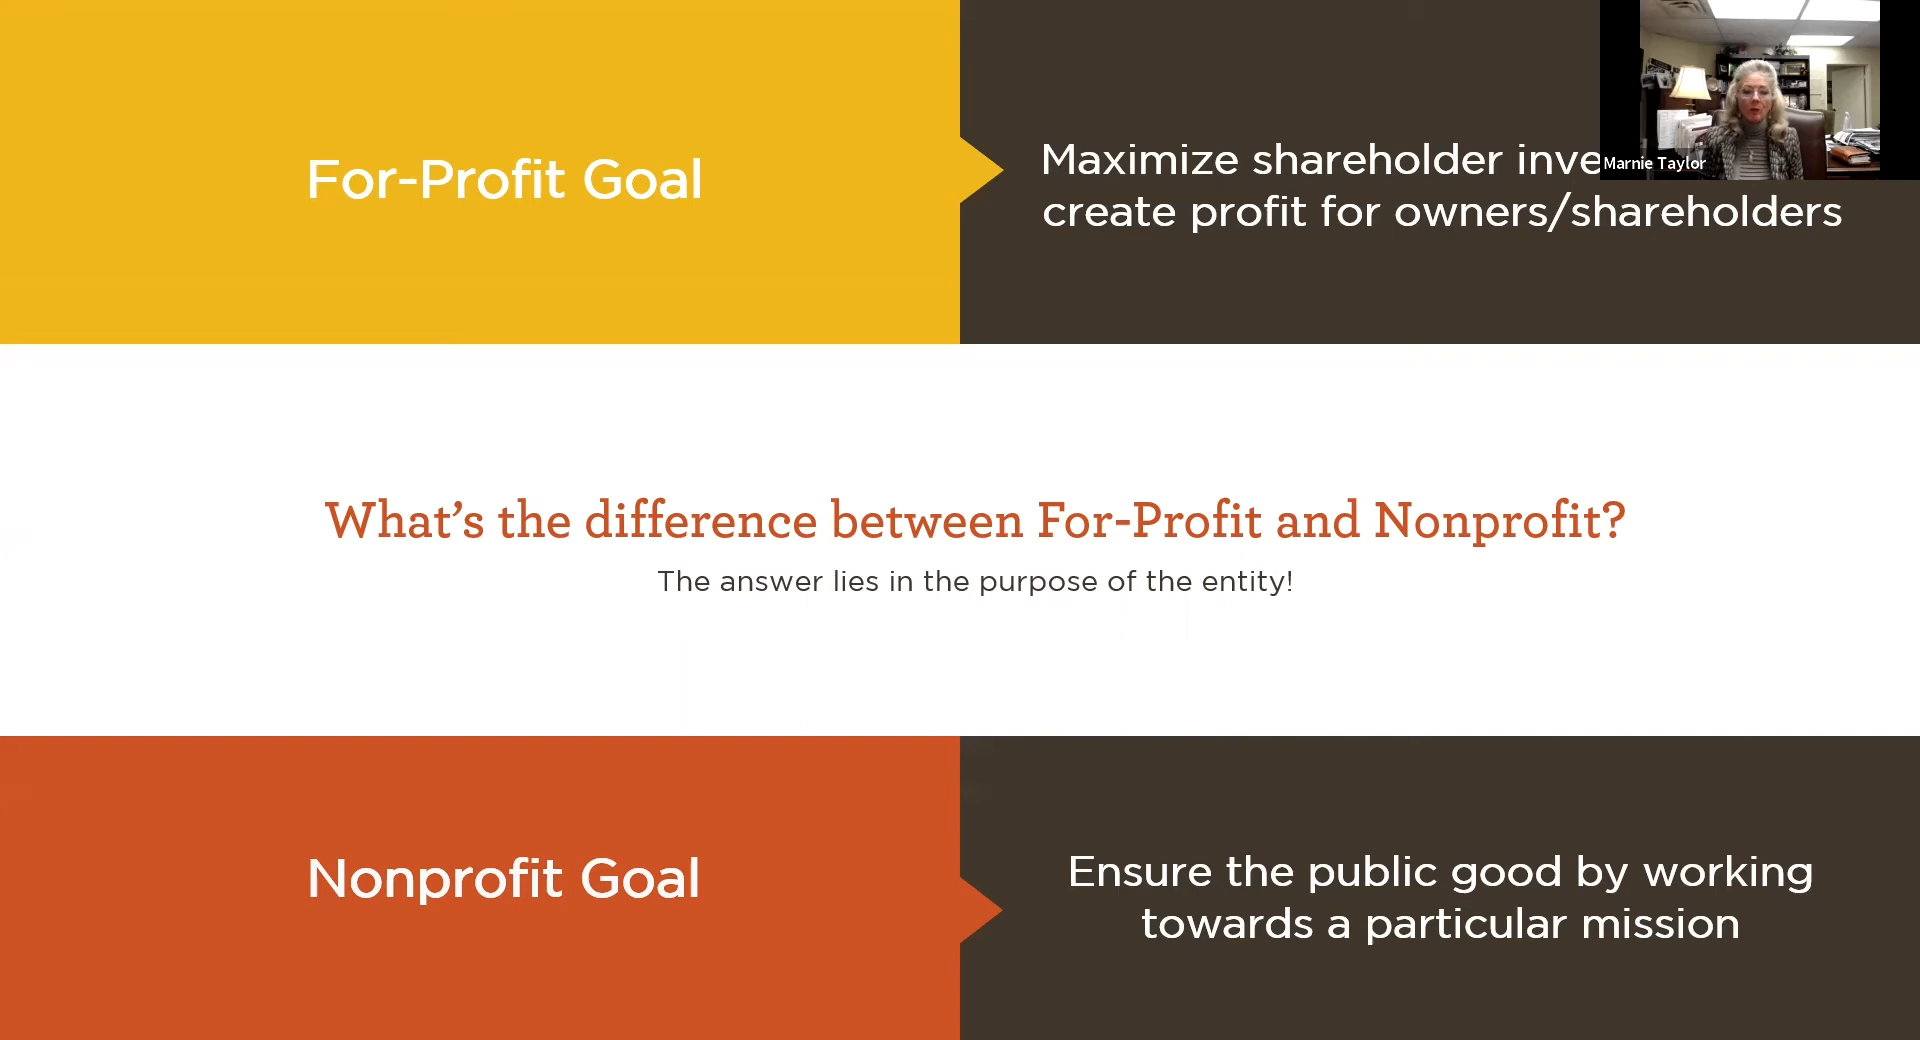 For-Profit Goal
Maximize shareholder
create profit for owners/shareholders
Marnie Taylor
What's the difference between For-Profit and Nonprofit?
The answer lies in the purpose of the entity!
Nonprofit Goal
Ensure the public good by working
towards a particular mission